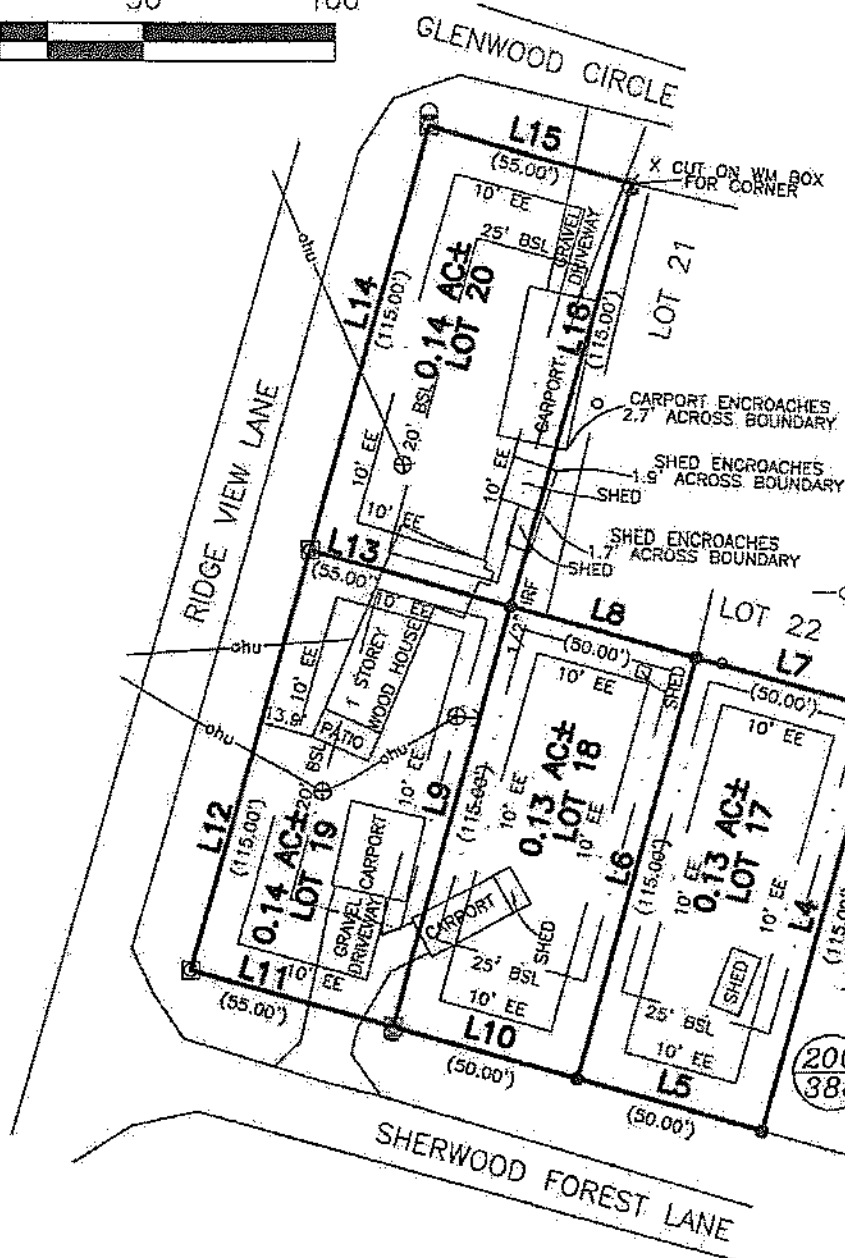 50
100
GLENWOOD CIRCLE
L15
(55.00')
X CUT ON WM BOX
FOR CORNER
10' EE
25' BSL
GRAVEL
DRIVEWAY
LOT 21
ohu
L14
(115.00')
0.14 AC±
LOT 20
L16
(115.00')
CARPORT
CARPORT ENCROACHES
2.7' ACROSS BOUNDARY
20' BSL
10' EE
10' EE
SHED ENCROACHES
1.9' ACROSS BOUNDARY
SHED
10' EE
SHED ENCROACHES
1.7' ACROSS BOUNDARY
SHED
RIDGE VIEW LANE
L13
(55.00')
1/2" IRF
L8
(50.00')
LOT 22
L7
(50.00')
10' EE
1 STOREY
WOOD HOUSE
ohu
10' EE
10' EE
SHED
10' EE
13.9'
PATIO
ohu
ohu
20' BSL
10' EE
L9
(115.00')
10' EE
0.13 AC±
LOT 18
10' EE
L6
(115.00')
10' EE
0.13 AC±
LOT 17
10' EE
L4
(115.00')
L12
(115.00')
0.14 AC±
LOT 19
CARPORT
GRAVEL
DRIVEWAY
CARPORT
SHED
SHED
L11
10' EE
(55.00')
25' BSL
10' EE
L10
(50.00')
25' BSL
10' EE
L5
(50.00')
SHERWOOD FOREST LANE